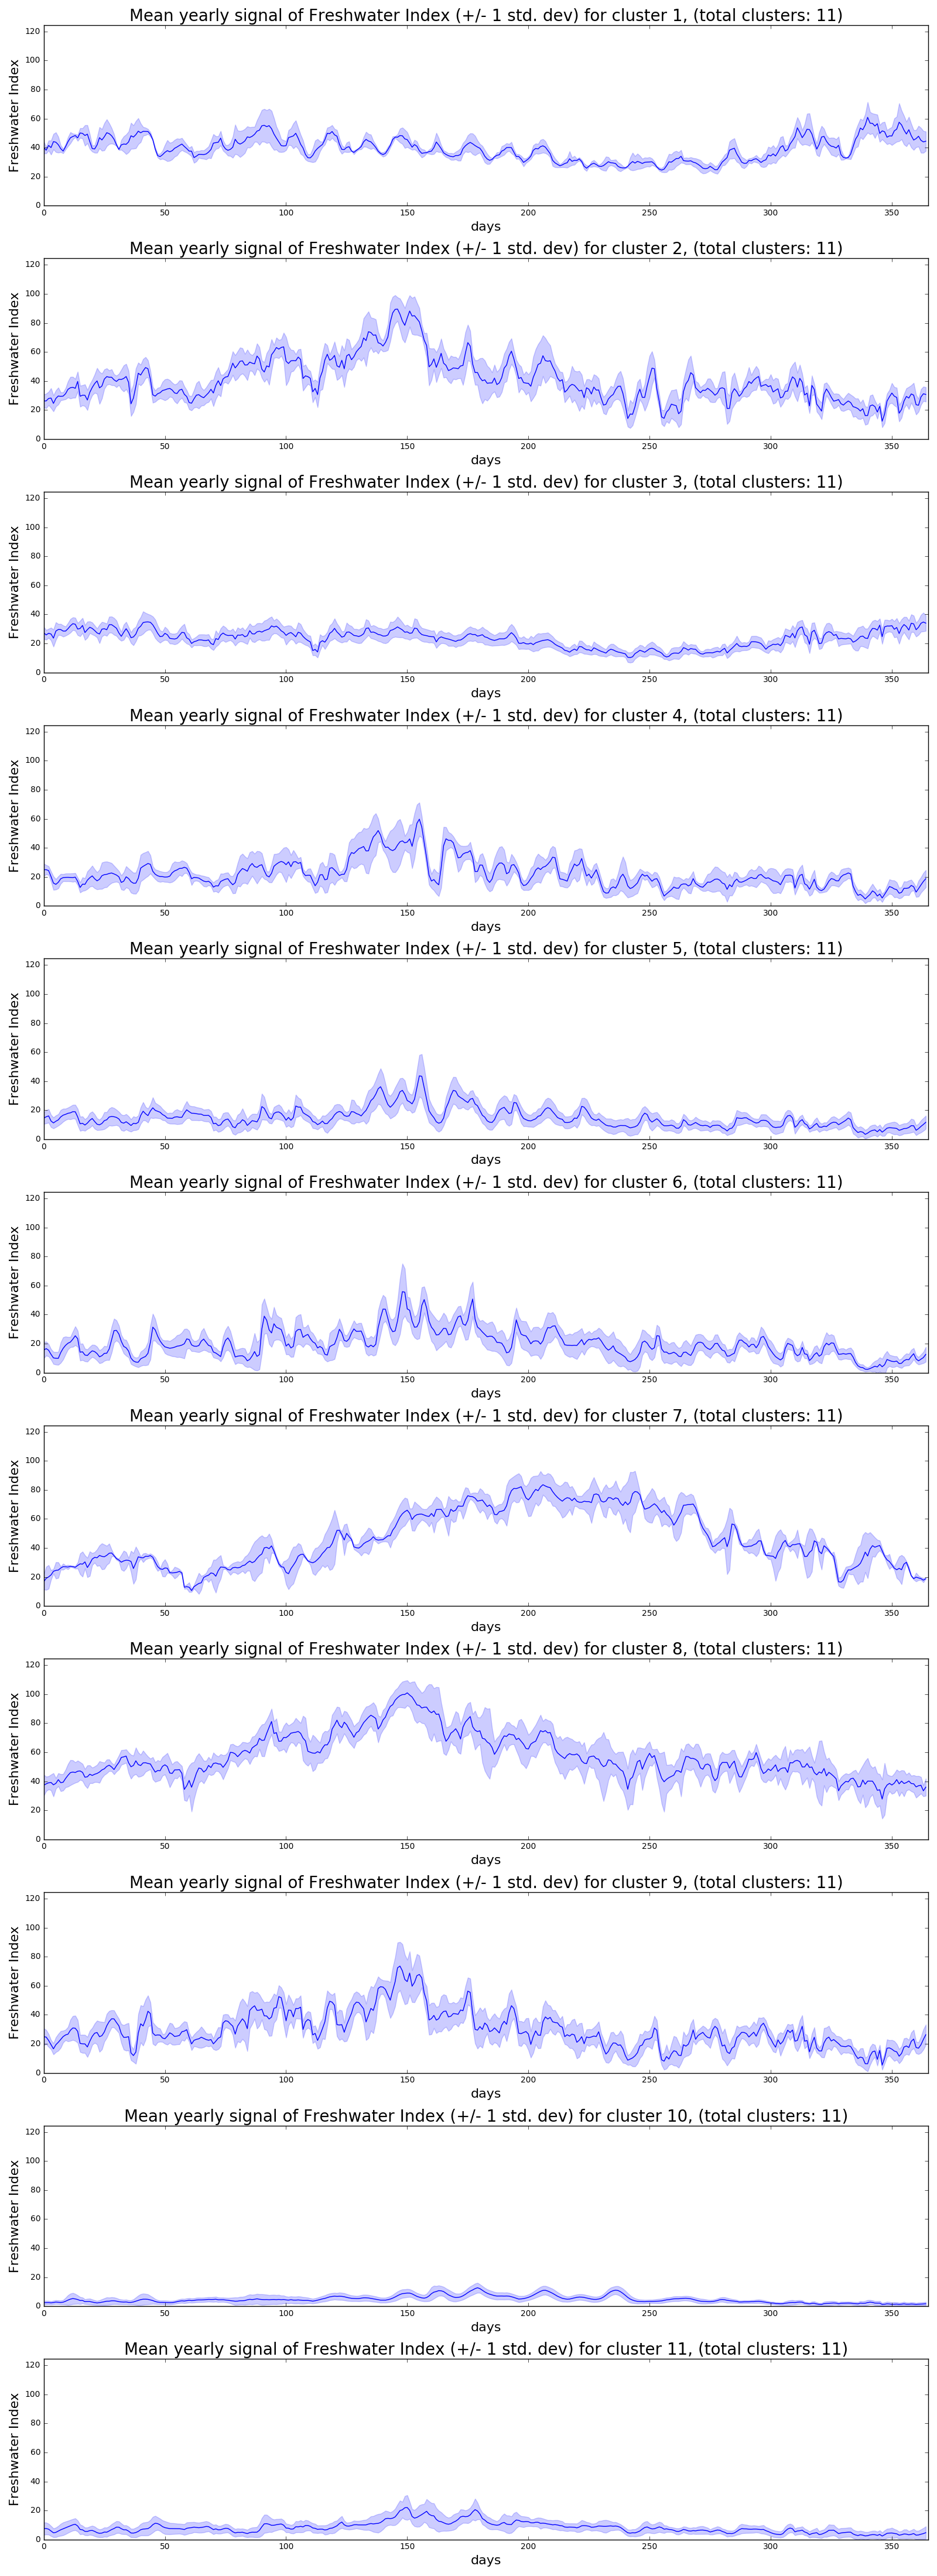 Mean yearly signal of Freshwater Index (+/- 1 std. dev) for cluster 1, (total clusters: 11)
120
100
80
60
40
20
0
Freshwater Index
0 50 100 150 200 250 300 350
days
Mean yearly signal of Freshwater Index (+/- 1 std. dev) for cluster 2, (total clusters: 11)
120
100
80
60
40
20
0
Freshwater Index
0 50 100 150 200 250 300 350
days
Mean yearly signal of Freshwater Index (+/- 1 std. dev) for cluster 3, (total clusters: 11)
120
100
80
60
40
20
0
Freshwater Index
0 50 100 150 200 250 300 350
days
Mean yearly signal of Freshwater Index (+/- 1 std. dev) for cluster 4, (total clusters: 11)
120
100
80
60
40
20
0
Freshwater Index
0 50 100 150 200 250 300 350
days
Mean yearly signal of Freshwater Index (+/- 1 std. dev) for cluster 5, (total clusters: 11)
120
100
80
60
40
20
0
Freshwater Index
0 50 100 150 200 250 300 350
days
Mean yearly signal of Freshwater Index (+/- 1 std. dev) for cluster 6, (total clusters: 11)
120
100
80
60
40
20
0
Freshwater Index
0 50 100 150 200 250 300 350
days
Mean yearly signal of Freshwater Index (+/- 1 std. dev) for cluster 7, (total clusters: 11)
120
100
80
60
40
20
0
Freshwater Index
0 50 100 150 200 250 300 350
days
Mean yearly signal of Freshwater Index (+/- 1 std. dev) for cluster 8, (total clusters: 11)
120
100
80
60
40
20
0
Freshwater Index
0 50 100 150 200 250 300 350
days
Mean yearly signal of Freshwater Index (+/- 1 std. dev) for cluster 9, (total clusters: 11)
120
100
80
60
40
20
0
Freshwater Index
0 50 100 150 200 250 300 350
days
Mean yearly signal of Freshwater Index (+/- 1 std. dev) for cluster 10, (total clusters: 11)
120
100
80
60
40
20
0
Freshwater Index
0 50 100 150 200 250 300 350
days
Mean yearly signal of Freshwater Index (+/- 1 std. dev) for cluster 11, (total clusters: 11)
120
100
80
60
40
20
0
Freshwater Index
0 50 100 150 200 250 300 350
days